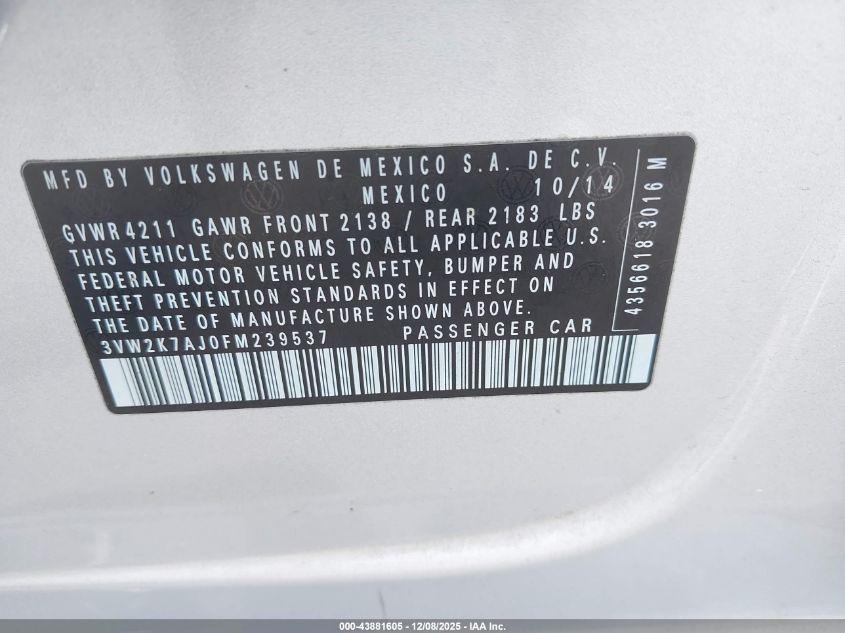 MFD BY VOLKSWAGEN DE MEXICO S.A. DE C.V.
MEXICO 10/14
GVWR 4211 GAWR FRONT 2138 / REAR 2183 LBS
THIS VEHICLE CONFORMS TO ALL APPLICABLE U.S.
FEDERAL MOTOR VEHICLE SAFETY, BUMPER AND
THEFT PREVENTION STANDARDS IN EFFECT ON
THE DATE OF MANUFACTURE SHOWN ABOVE.
3VW2K7AJ0FM239537 PASSENGER CAR
4356618 3016 M
000-43881605 - 12/08/2025 - IAA Inc.